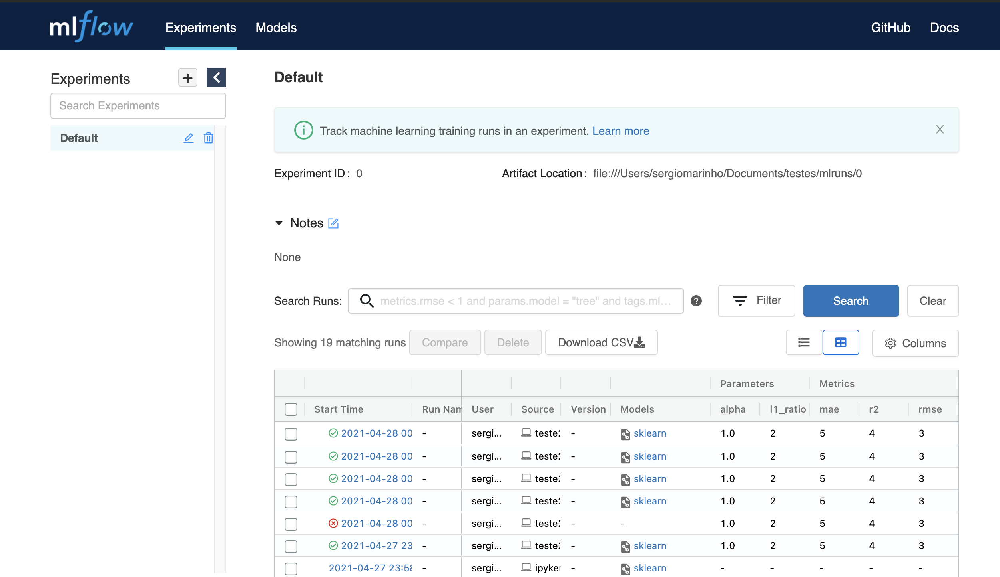 mlflow Experiments Models GitHub Docs
Experiments
Search Experiments
Default
Default
Track machine learning training runs in an experiment. Learn more
Experiment ID: 0 Artifact Location: file:///Users/sergiomarinho/Documents/testes/mlruns/0
Notes
None
Search Runs: metrics.rmse < 1 and params.model = "tree" and tags.ml... ? Filter Search Clear
Showing 19 matching runs Compare Delete Download CSV Columns
Parameters Metrics
Start Time Run Nam User Source Version Models alpha l1_ratio mae r2 rmse
2021-04-28 00 - sergi... teste2 - sklearn 1.0 2 5 4 3
2021-04-28 00 - sergi... teste2 - sklearn 1.0 2 5 4 3
2021-04-28 00 - sergi... teste2 - sklearn 1.0 2 5 4 3
2021-04-28 00 - sergi... teste2 - sklearn 1.0 2 5 4 3
2021-04-28 00 - sergi... teste2 - - 1.0 2 5 4 3
2021-04-27 23 - sergi... teste2 - sklearn 1.0 2 5 4 3
2021-04-27 23:58 - sergi... ipyker - sklearn - - - - -